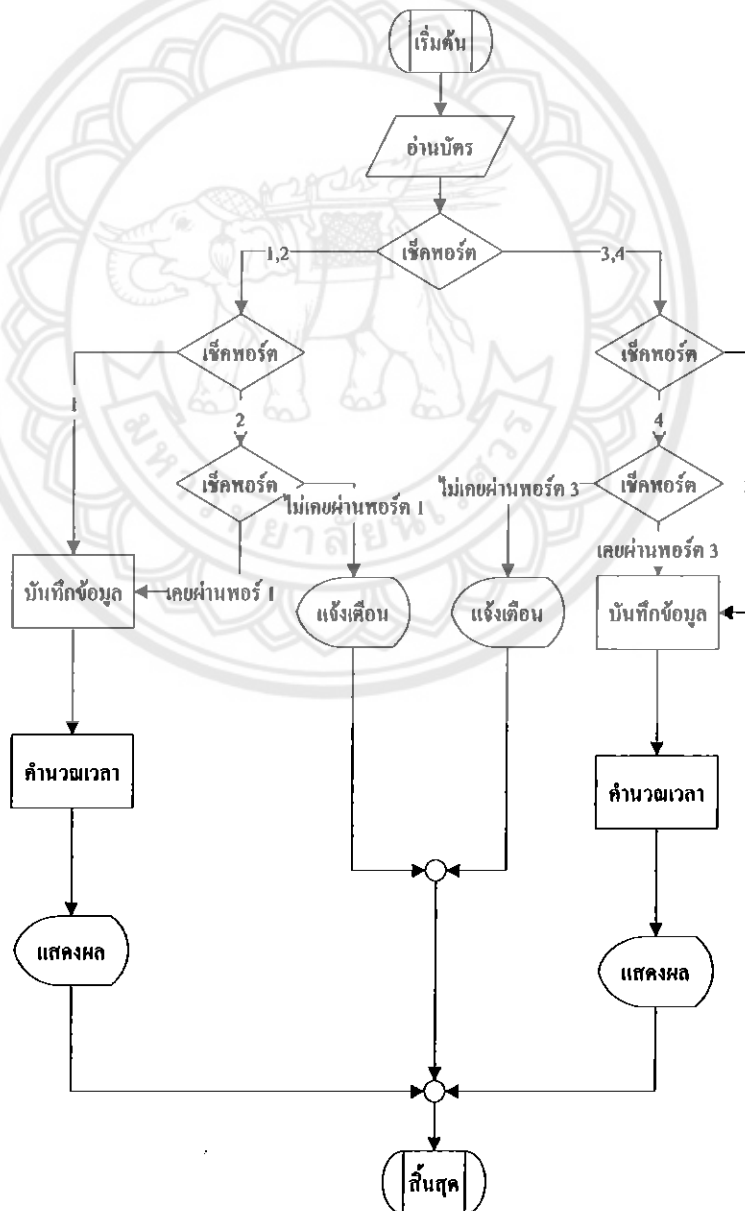 เริ่มต้น
อ่านบัตร
เช็คพอร์ต
1,2
3,4
เช็คพอร์ต
เช็คพอร์ต
1
2
4
เช็คพอร์ต
ไม่เคยผ่านพอร์ต 1
ไม่เคยผ่านพอร์ต 3
เช็คพอร์ต
เคยผ่านพอร์ 1
เคยผ่านพอร์ต 3
บันทึกข้อมูล
แจ้งเตือน
แจ้งเตือน
บันทึกข้อมูล
คำนวณเวลา
คำนวณเวลา
แสดงผล
แสดงผล
สิ้นสุด